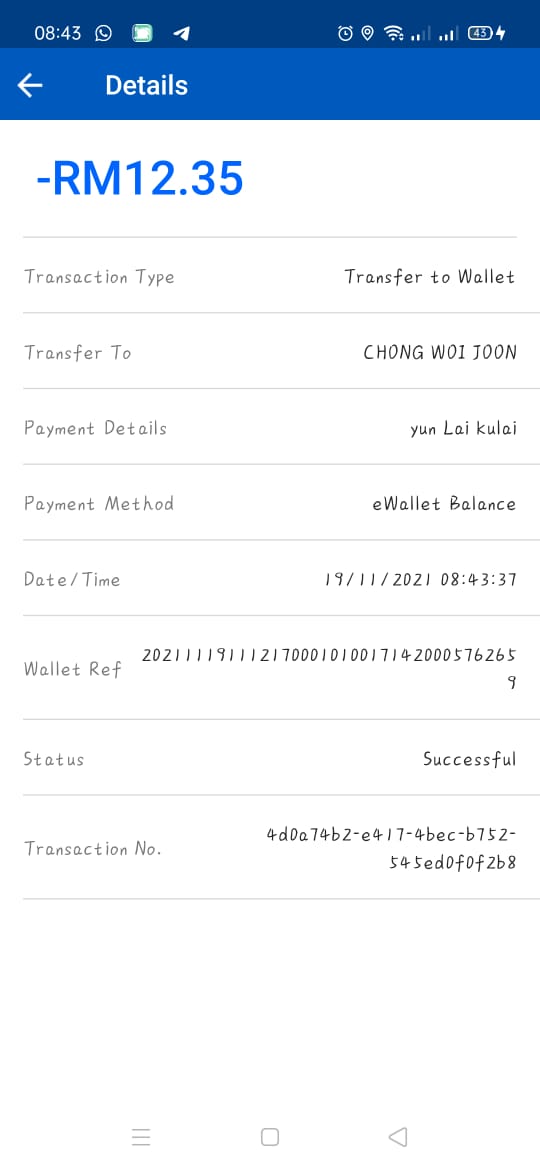 08:43
43
Details
-RM12.35
Transaction Type Transfer to Wallet
Transfer To CHONG WOI JOON
Payment Details yun Lai kulai
Payment Method eWallet Balance
Date/Time 19/11/2021 08:43:37
Wallet Ref 202111191112170001010017142000576265
9
Status Successful
Transaction No. 4d0a74b2-e417-4bec-b752-
545ed0f0f2b8